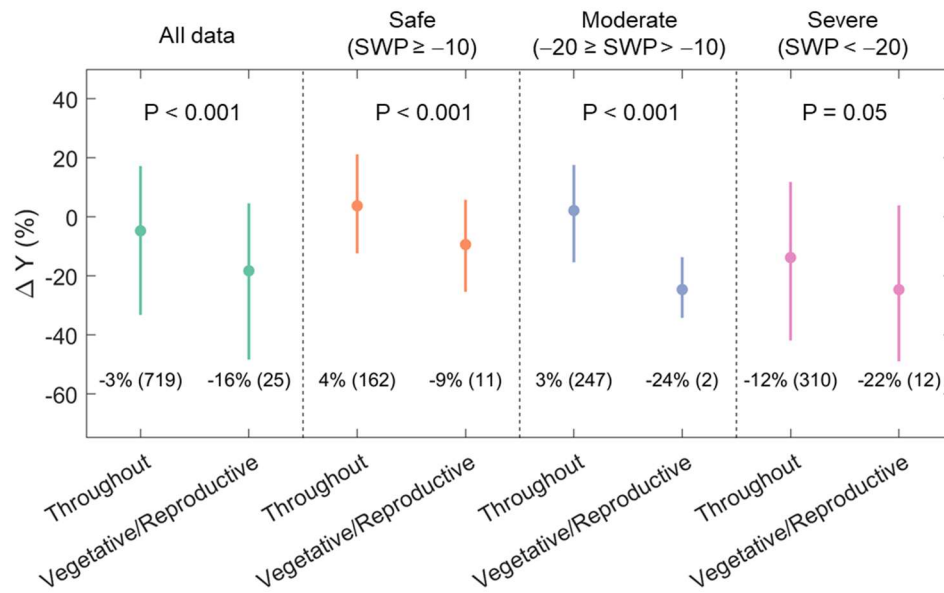 All data
Safe
(SWP ≥ −10)
Moderate
(−20 ≥ SWP > −10)
Severe
(SWP < −20)
P < 0.001
P < 0.001
P < 0.001
P = 0.05
Δ Y (%)
40
20
0
-20
-40
-60
-3% (719)
-16% (25)
4% (162)
-9% (11)
3% (247)
-24% (2)
-12% (310)
-22% (12)
Throughout
Vegetative/Reproductive
Throughout
Vegetative/Reproductive
Throughout
Vegetative/Reproductive
Throughout
Vegetative/Reproductive